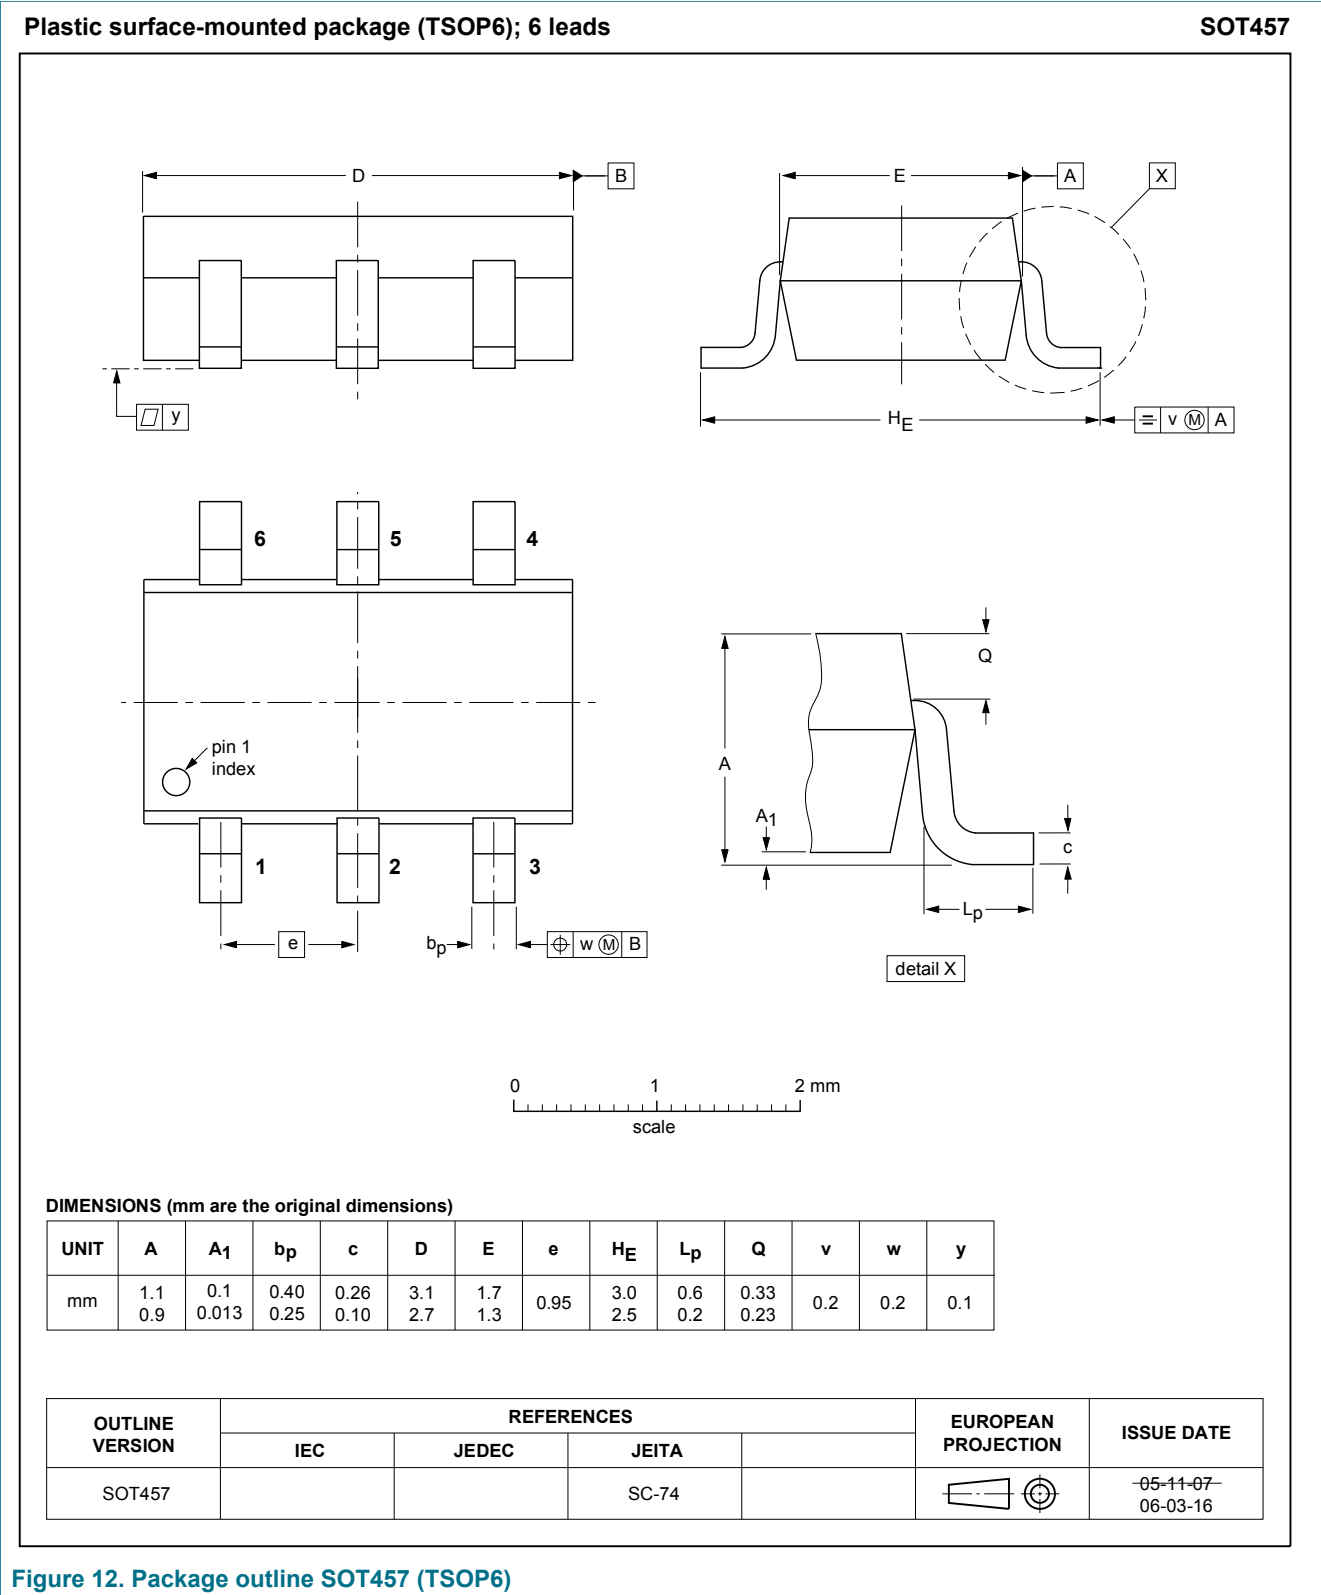 Plastic surface-mounted package (TSOP6); 6 leads
SOT457
D
B
E
A
X
y
HE
v M A
6
5
4
pin 1
index
1
2
3
e
bp
w M B
Q
A
A1
c
Lp
detail X
0 1 2 mm
scale
DIMENSIONS (mm are the original dimensions)
UNIT A A1 bp c D E e HE Lp Q v w y
mm 1.1 0.1 0.40 0.26 3.1 1.7 0.95 3.0 0.6 0.33 0.2 0.2 0.1
0.9 0.013 0.25 0.10 2.7 1.3 2.5 0.2 0.23
OUTLINE VERSION
REFERENCES
EUROPEAN PROJECTION
ISSUE DATE
IEC JEDEC JEITA
SOT457
SC-74
05-11-07
06-03-16
Figure 12. Package outline SOT457 (TSOP6)